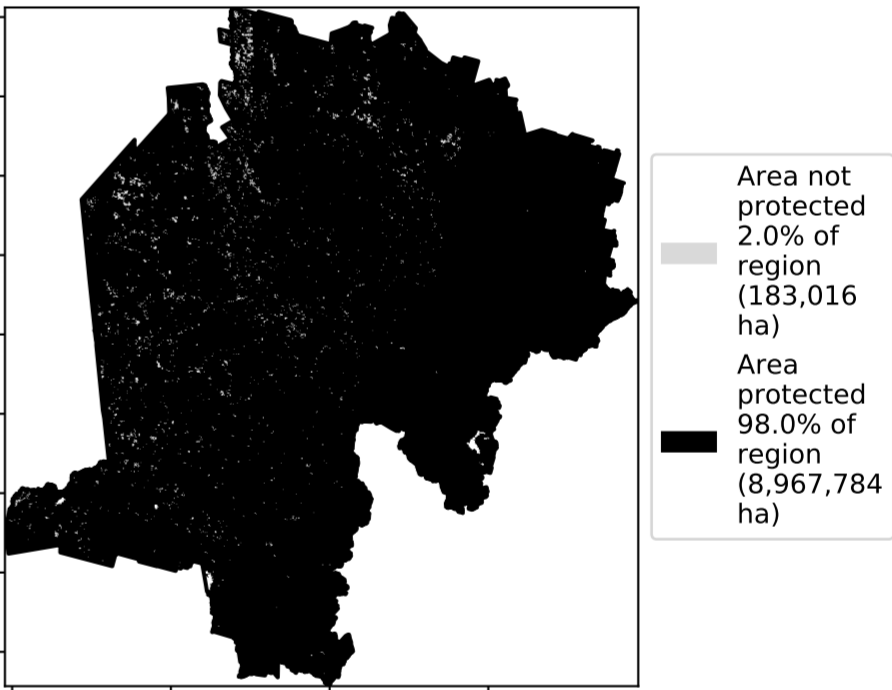 Area not
protected
2.0% of
region
(183,016
ha)
Area
protected
98.0% of
region
(8,967,784
ha)